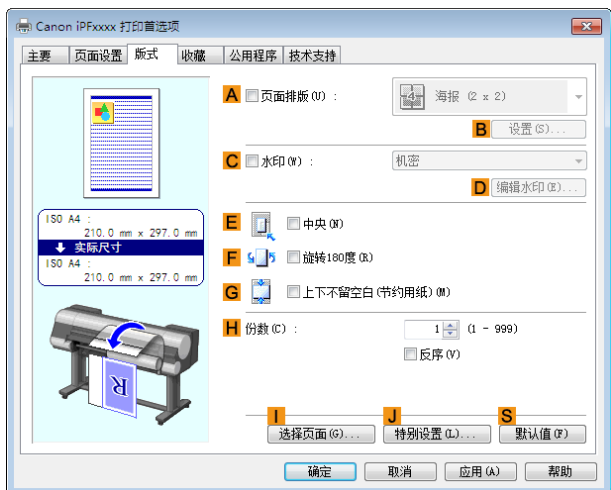 Canon iPFxxxx 打印首选项
主要 页面设置 版式 收藏 公用程序 技术支持
A 页面排版(U) : 4 海报 (2 x 2)
B 设置(S)...
C 水印(W) : 机密
D 编辑水印(E)...
ISO A4 :
210.0 mm x 297.0 mm
实际尺寸
ISO A4 :
210.0 mm x 297.0 mm
E 中央(N)
F 旋转180度(R)
G 上下不留空白(节约用纸)(M)
H 份数(C) : 1 (1 - 999)
反序(V)
R
I 选择页面(G)...
J 特别设置(L)...
S 默认值(F)
确定 取消 应用(A) 帮助